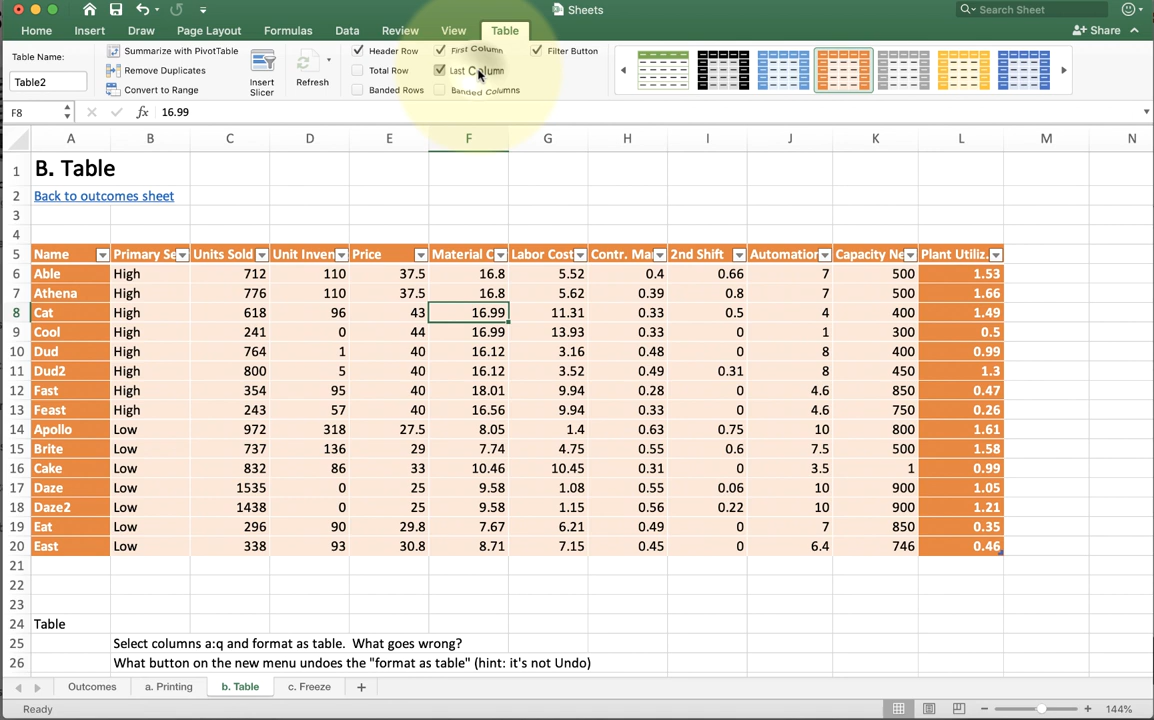 Sheets
Search Sheet
Home Insert Draw Page Layout Formulas Data Review View Table
Share
Table Name:
Table2
Summarize with PivotTable
Remove Duplicates
Convert to Range
Insert Slicer
Refresh
Header Row First Column Filter Button
Total Row Last Column
Banded Rows Banded Columns
F8 fx 16.99
A B C D E F G H I J K L M N
1 B. Table
2 Back to outcomes sheet
3
4
5 Name Primary Se Units Sold Unit Inven Price Material C Labor Cost Contr. Ma 2nd Shift Automation Capacity Ne Plant Utiliz.
6 Able High 712 110 37.5 16.8 5.52 0.4 0.66 7 500 1.53
7 Athena High 776 110 37.5 16.8 5.62 0.39 0.8 7 500 1.66
8 Cat High 618 96 43 16.99 11.31 0.33 0.5 4 400 1.49
9 Cool High 241 0 44 16.99 13.93 0.33 0 1 300 0.5
10 Dud High 764 1 40 16.12 3.16 0.48 0 8 400 0.99
11 Dud2 High 800 5 40 16.12 3.52 0.49 0.31 8 450 1.3
12 Fast High 354 95 40 18.01 9.94 0.28 0 4.6 850 0.47
13 Feast High 243 57 40 16.56 9.94 0.33 0 4.6 750 0.26
14 Apollo Low 972 318 27.5 8.05 1.4 0.63 0.75 10 800 1.61
15 Brite Low 737 136 29 7.74 4.75 0.55 0.6 7.5 500 1.58
16 Cake Low 832 86 33 10.46 10.45 0.31 0 3.5 1 0.99
17 Daze Low 1535 0 25 9.58 1.08 0.55 0.06 10 900 1.05
18 Daze2 Low 1438 0 25 9.58 1.15 0.56 0.22 10 900 1.21
19 Eat Low 296 90 29.8 7.67 6.21 0.49 0 7 850 0.35
20 East Low 338 93 30.8 8.71 7.15 0.45 0 6.4 746 0.46
21
22
23
24 Table
25 Select columns a:q and format as table. What goes wrong?
26 What button on the new menu undoes the "format as table" (hint: it's not Undo)
Outcomes a. Printing b. Table c. Freeze
Ready 144%